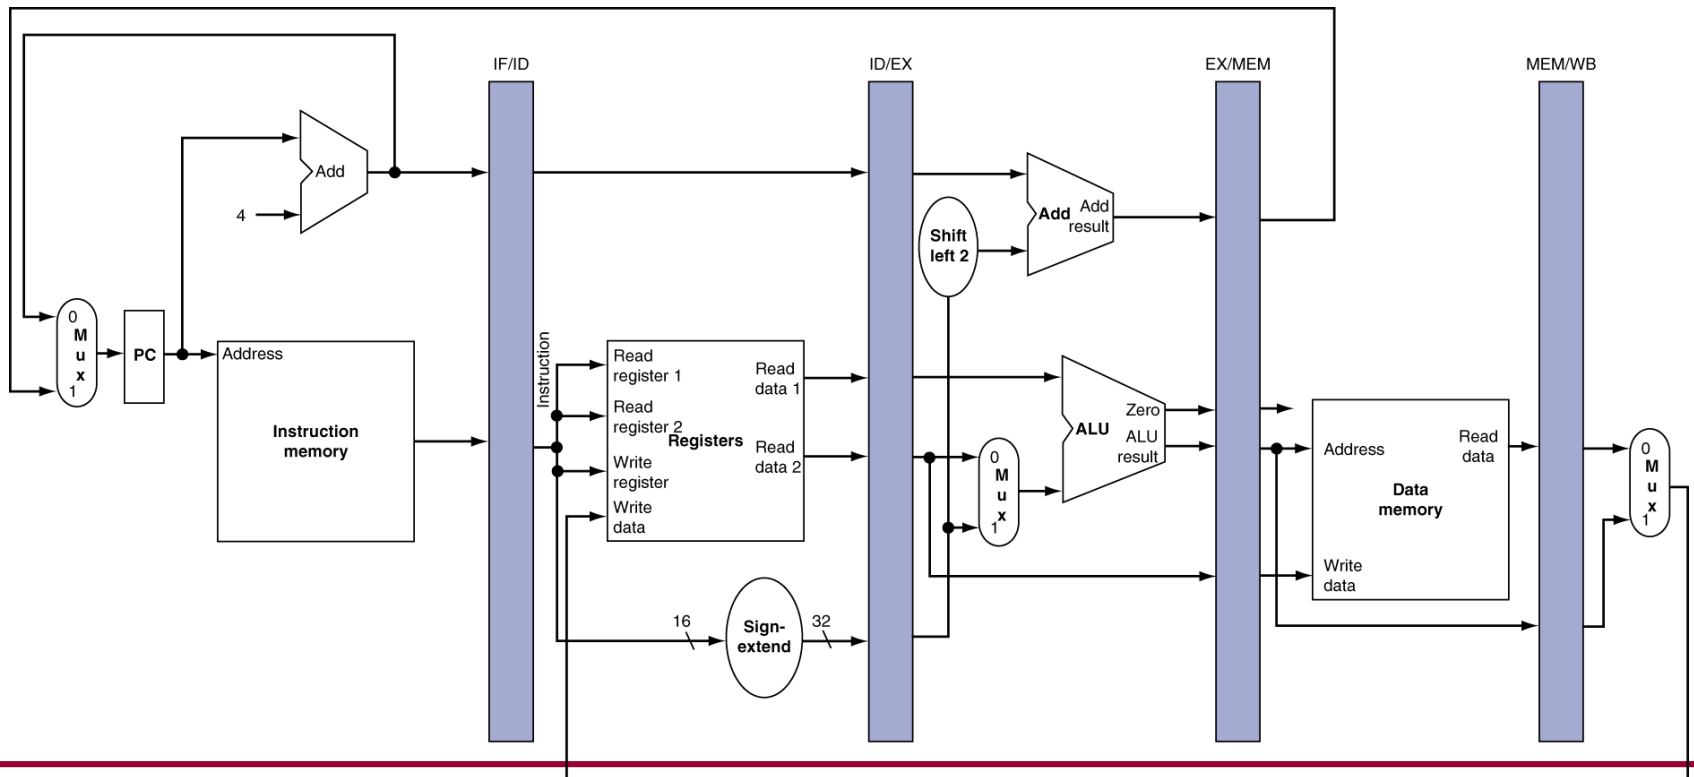 IF/ID
ID/EX
EX/MEM
MEM/WB
Add
4
Add
Add
result
Shift
left 2
0
M
u
x
1
PC
Address
Instruction
memory
Instruction
Read
register 1
Read
register 2
Write
register
Write
data
Registers
Read
data 1
Read
data 2
16
Sign-
extend
32
0
M
u
x
1
ALU
Zero
ALU
result
Address
Read
data
Data
memory
Write
data
0
M
u
x
1